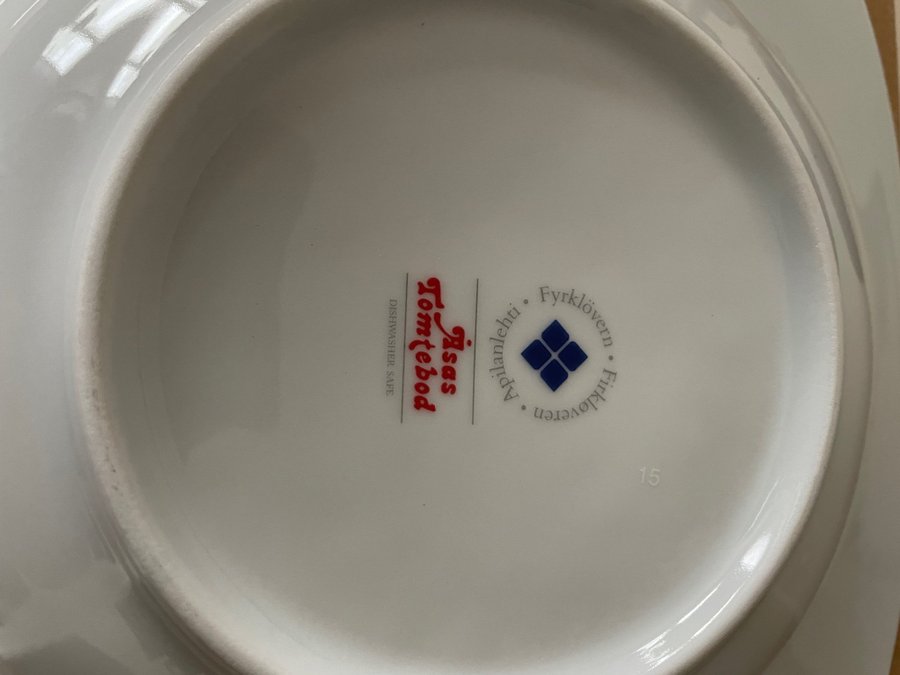 Fyrklövern • Firkløveren • Apilanlehti •
Åsas
Tomtebod
DISHWASHER SAFE
15